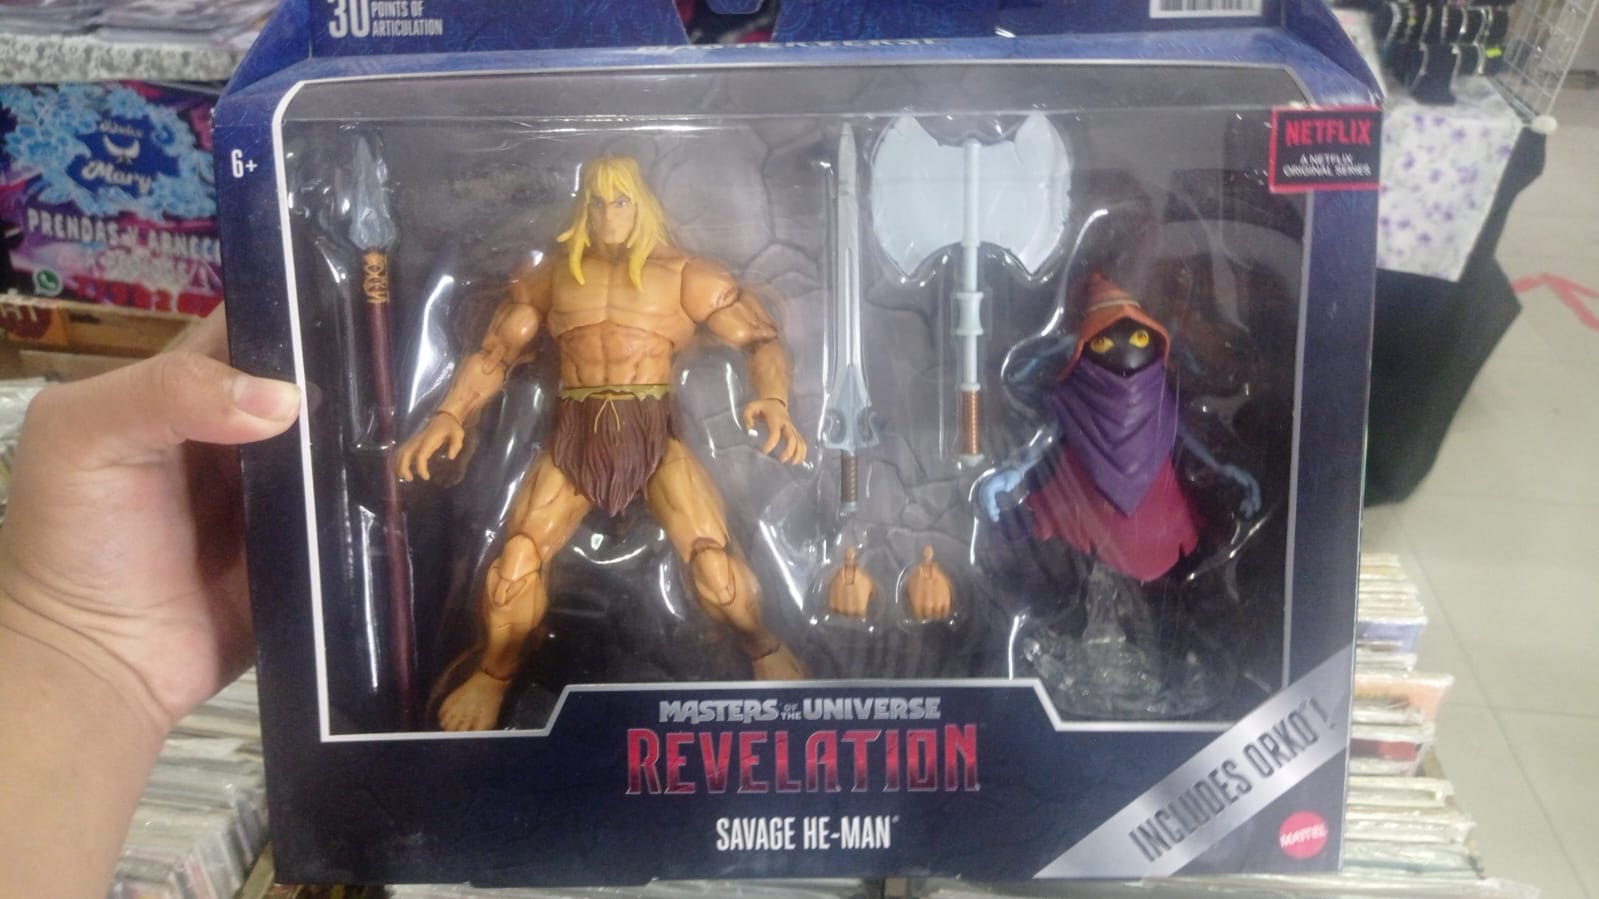 30 POINTS OF
ARTICULATION
6+
NETFLIX
A NETFLIX
ORIGINAL SERIES
Mary
PRENDAS Y
MASTERS OF THE UNIVERSE
REVELATION
SAVAGE HE-MAN
INCLUDES ORKO!
MATTEL